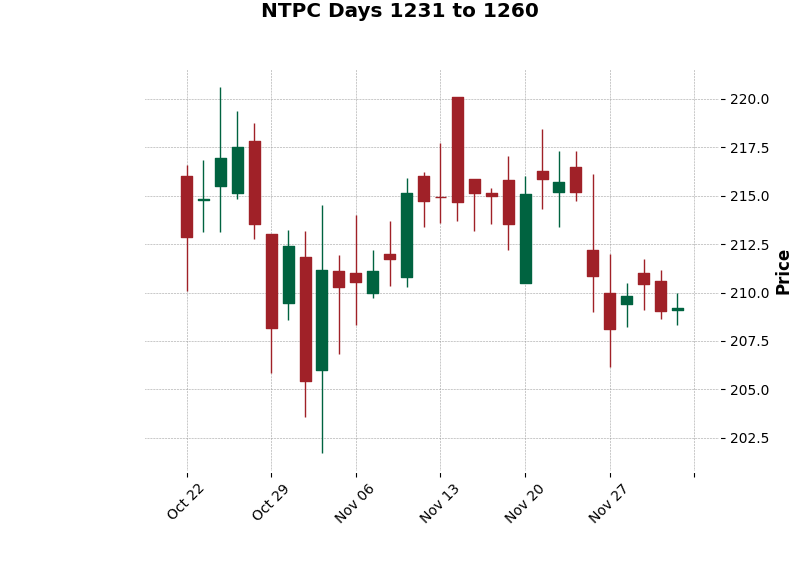 NTPC Days 1231 to 1260
220.0
217.5
215.0
212.5
210.0
207.5
205.0
202.5
Price
Oct 22
Oct 29
Nov 06
Nov 13
Nov 20
Nov 27